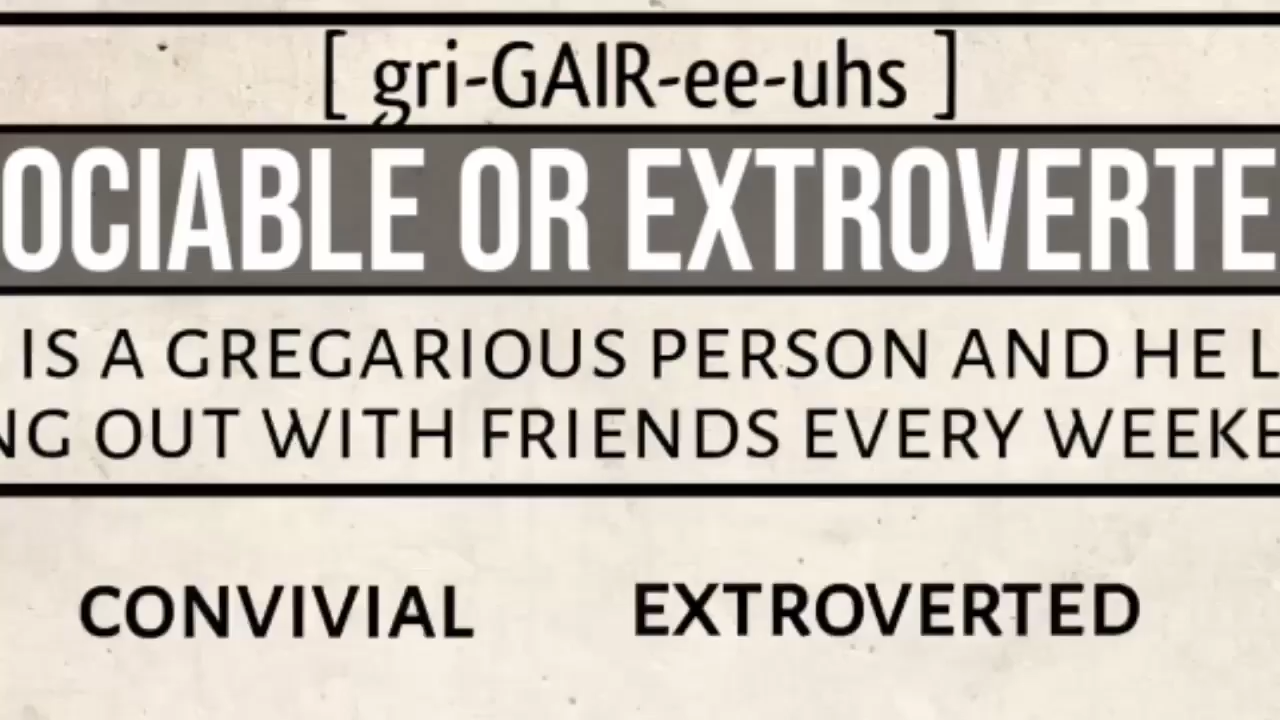 [ gri-GAIR-ee-uhs ]
OCIABLE OR EXTROVERTE
IS A GREGARIOUS PERSON AND HE L
NG OUT WITH FRIENDS EVERY WEEKE
CONVIVIAL EXTROVERTED